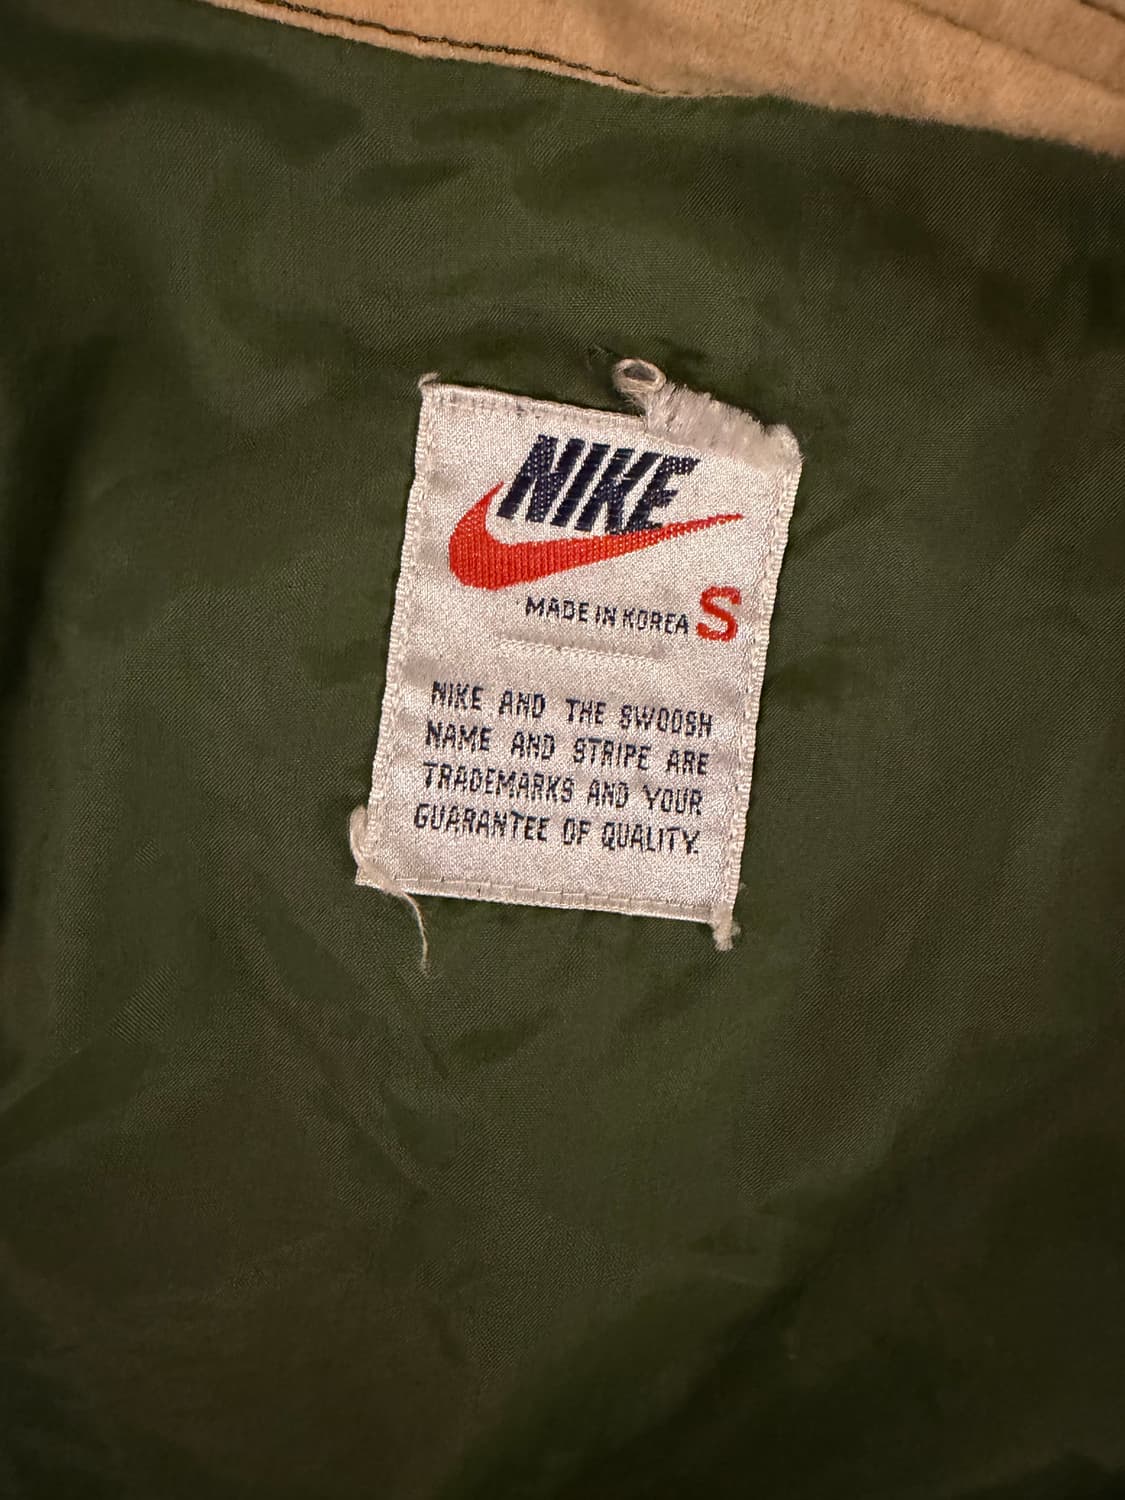 NIKE
MADE IN KOREA S
NIKE AND THE SWOOSH
NAME AND STRIPE ARE
TRADEMARKS AND YOUR
GUARANTEE OF QUALITY.